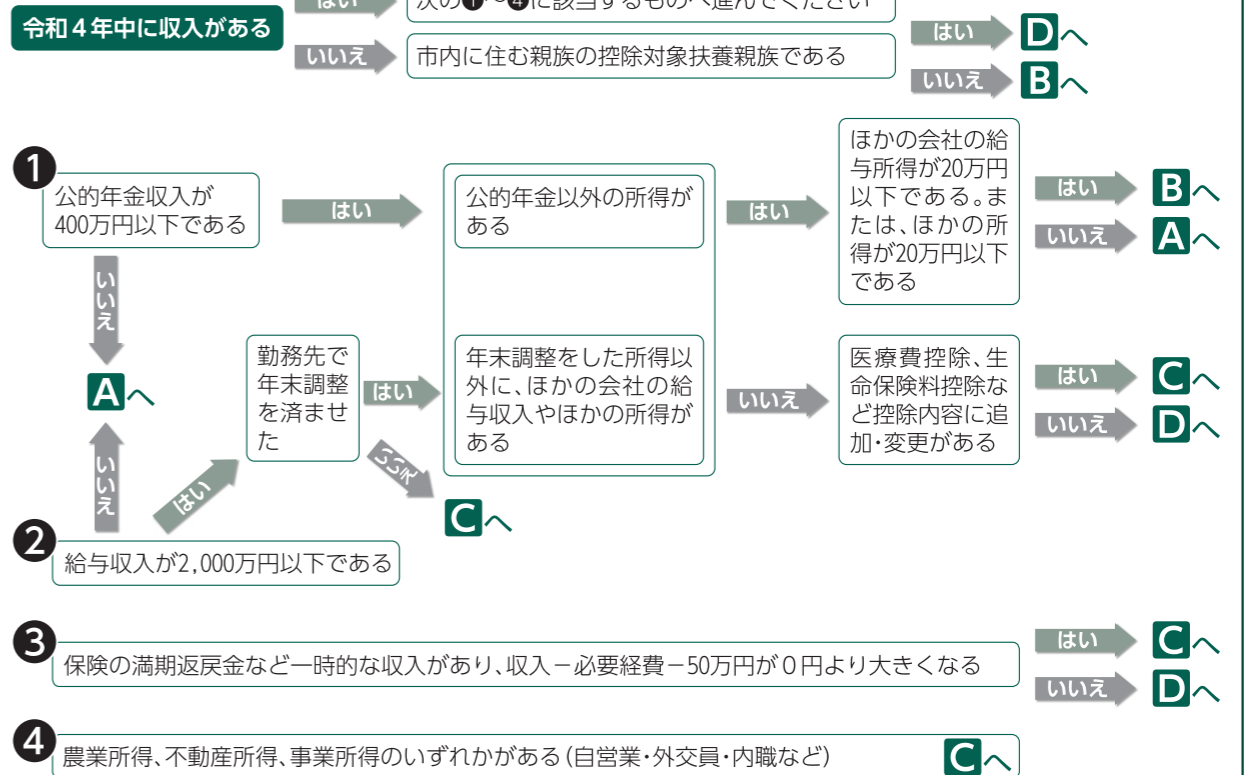 はい
次の❶~❹に該当するものへ進んでください
令和4年中に収入がある
いいえ
市内に住む親族の控除対象扶養親族である
はい
Dへ
いいえ
Bへ
❶
公的年金収入が
400万円以下である
はい
公的年金以外の所得が
ある
はい
ほかの会社の給
与所得が20万円
以下である。ま
たは、ほかの所
得が20万円以下
である
はい
Bへ
いいえ
Aへ
いいえ
Aへ
いいえ
はい
勤務先で
年末調整
を済ませ
た
はい
いいえ
Cへ
年末調整をした所得以
外に、ほかの会社の給
与収入やほかの所得が
ある
いいえ
医療費控除、生
命保険料控除な
ど控除内容に追
加・変更がある
はい
Cへ
いいえ
Dへ
❷
給与収入が2,000万円以下である
❸
保険の満期返戻金など一時的な収入があり、収入-必要経費-50万円が0円より大きくなる
はい
Cへ
いいえ
Dへ
❹
農業所得、不動産所得、事業所得のいずれかがある(自営業・外交員・内職など)
Cへ